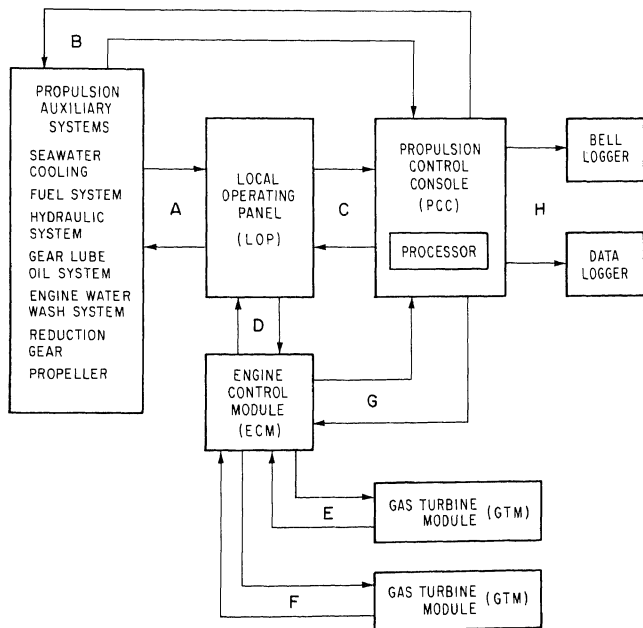 B
PROPULSION
AUXILIARY
SYSTEMS
SEAWATER
COOLING
FUEL SYSTEM
HYDRAULIC
SYSTEM
GEAR LUBE
OIL SYSTEM
ENGINE WATER
WASH SYSTEM
REDUCTION
GEAR
PROPELLER
A
LOCAL
OPERATING
PANEL
(LOP)
C
PROPULSION
CONTROL
CONSOLE
(PCC)
PROCESSOR
H
BELL
LOGGER
DATA
LOGGER
D
ENGINE
CONTROL
MODULE
(ECM)
G
E
GAS TURBINE
MODULE (GTM)
F
GAS TURBINE
MODULE (GTM)